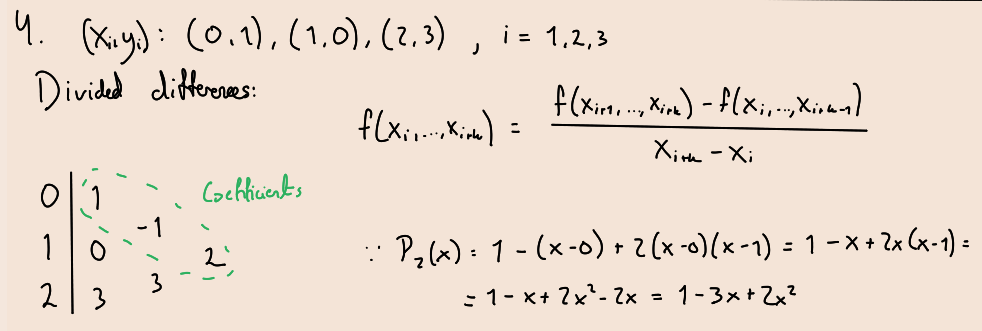 4. (xᵢ,yᵢ): (0,1), (1,0), (2,3) , i = 1,2,3
Divided differences:
f(xᵢ,...,xᵢ₊ₖ) = (f(xᵢ₊₁,...,xᵢ₊ₖ) - f(xᵢ,...,xᵢ₊ₖ₋₁)) / (xᵢ₊ₖ - xᵢ)
Coefficients
0 | 1
-1
1 | 0 2
3
2 | 3
∵ P₂(x) = 1 - (x-0) + 2(x-0)(x-1) = 1 - x + 2x(x-1) =
= 1 - x + 2x² - 2x = 1 - 3x + 2x²